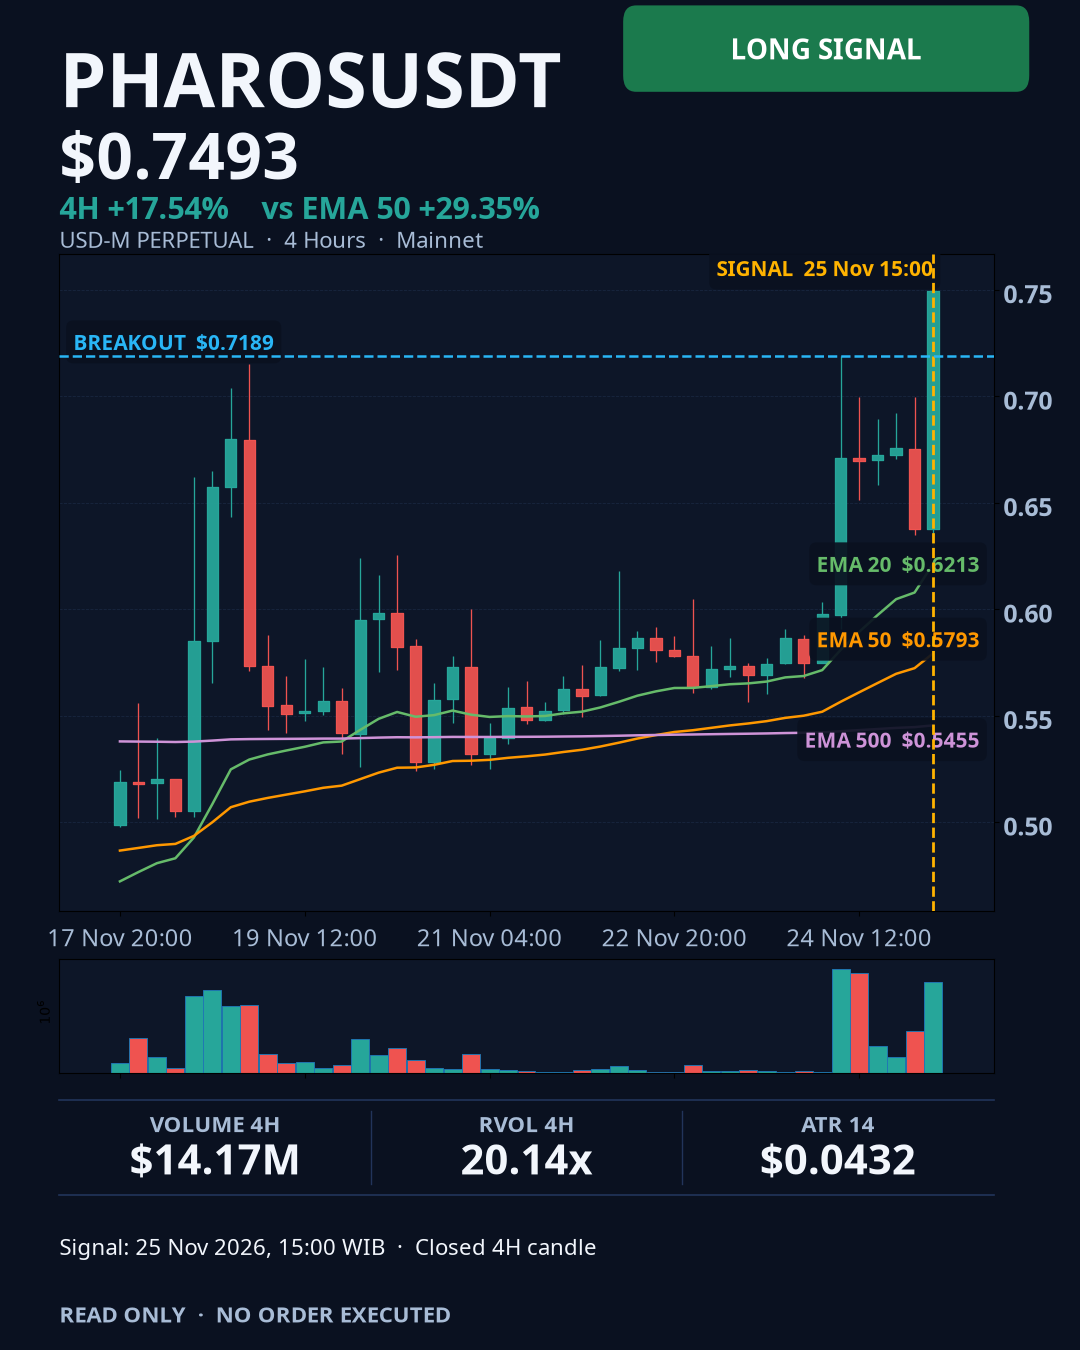 LONG SIGNAL
PHAROSUSDT
$0.7493
4H +17.54% vs EMA 50 +29.35%
USD-M PERPETUAL · 4 Hours · Mainnet
SIGNAL 25 Nov 15:00
0.75
BREAKOUT $0.7189
0.70
0.65
EMA 20 $0.6213
0.60
EMA 50 $0.5793
0.55
EMA 500 $0.5455
0.50
17 Nov 20:00 19 Nov 12:00 21 Nov 04:00 22 Nov 20:00 24 Nov 12:00
10⁶
VOLUME 4H RVOL 4H ATR 14
$14.17M 20.14x $0.0432
Signal: 25 Nov 2026, 15:00 WIB · Closed 4H candle
READ ONLY · NO ORDER EXECUTED